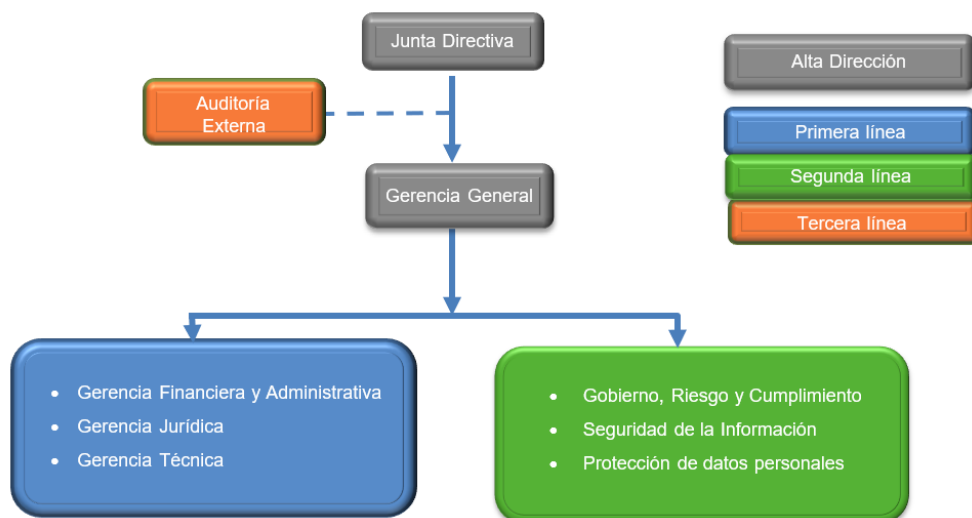 Junta Directiva
Alta Dirección
Auditoría
Externa
Primera línea
Segunda línea
Tercera línea
Gerencia General
• Gerencia Financiera y Administrativa
• Gerencia Jurídica
• Gerencia Técnica
• Gobierno, Riesgo y Cumplimiento
• Seguridad de la Información
• Protección de datos personales